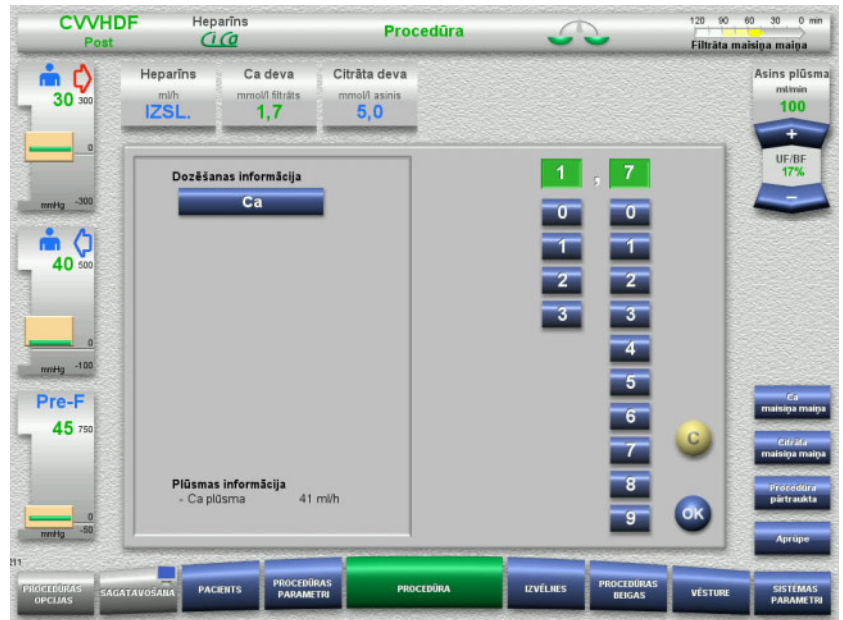 CVVHDF
Post
Heparīns
CiCa
Procedūra
120 90 60 30 0 min
Filtrāta maisiņa maiņa
30 300
0
mmHg -300
Heparīns
ml/h
IZSL.
Ca deva
mmol/l filtrāts
1,7
Citrāta deva
mmol/l asinis
5,0
Asins plūsma
ml/min
100
+
UF/BF
17%
−
40 500
0
mmHg -100
Pre-F
45 750
0
mmHg -50
Dozēšanas informācija
Ca
Plūsmas informācija
- Ca plūsma 41 ml/h
1 , 7
0 0
1 1
2 2
3 3
4
5
6
7
8
9
C
OK
Ca
maisiņa maiņa
Citrāta
maisiņa maiņa
Procedūra
pārtraukta
Aprūpe
211
PROCEDŪRAS
OPCIJAS
SAGATAVOŠANA
PACIENTS
PROCEDŪRAS
PARAMETRI
PROCEDŪRA
IZVĒLNES
PROCEDŪRAS
BEIGAS
VĒSTURE
SISTĒMAS
PARAMETRI